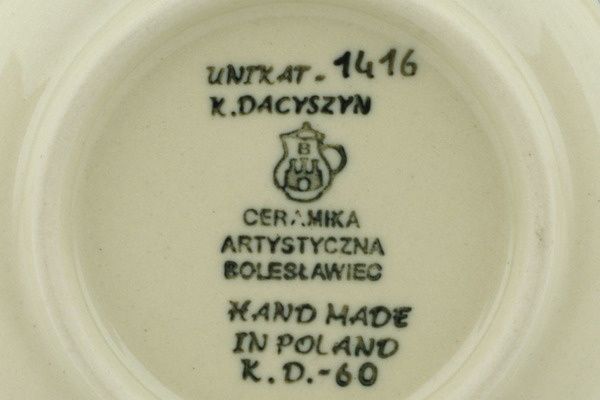 UNIKAT - 1416
K. DACYSZYN
B
CERAMIKA
ARTYSTYCZNA
BOLESŁAWIEC
HAND MADE
IN POLAND
K. D. - 60